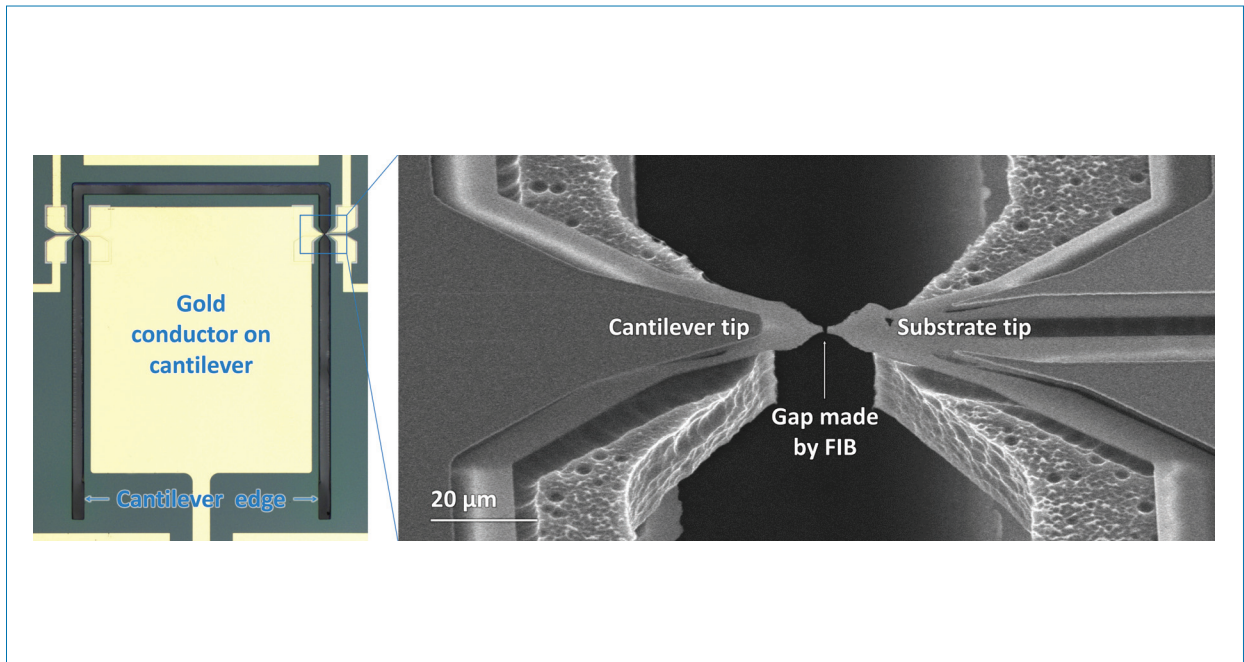 Gold
conductor on
cantilever
Cantilever edge
Cantilever tip
Substrate tip
Gap made
by FIB
20 µm